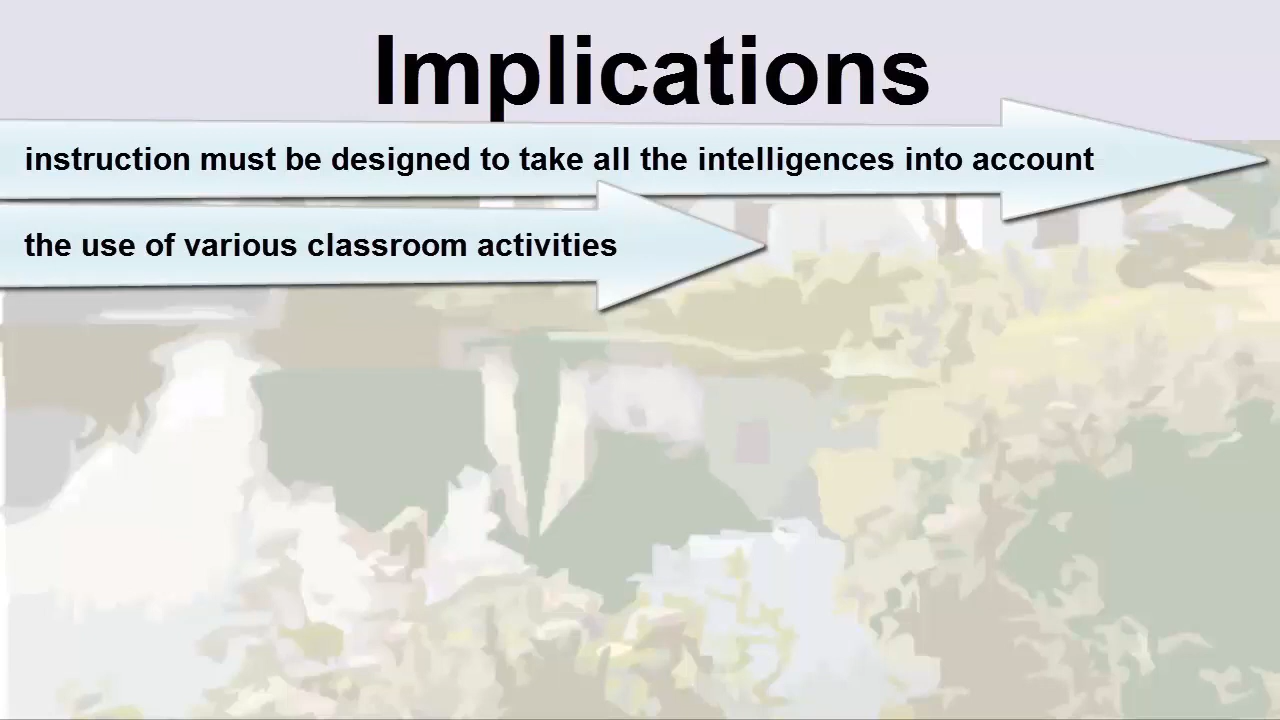 Implications
instruction must be designed to take all the intelligences into account
the use of various classroom activities